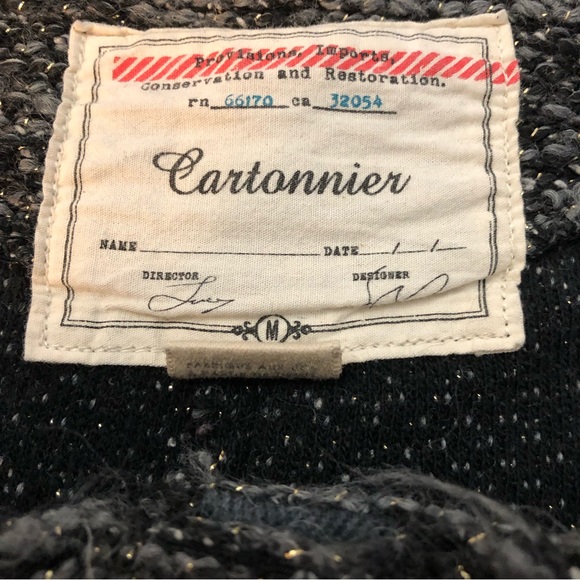 Provisions, Imports,
Conservation and Restoration.
rn 66170 ca 32054
Cartonnier
NAME DATE / /
DIRECTOR DESIGNER
M